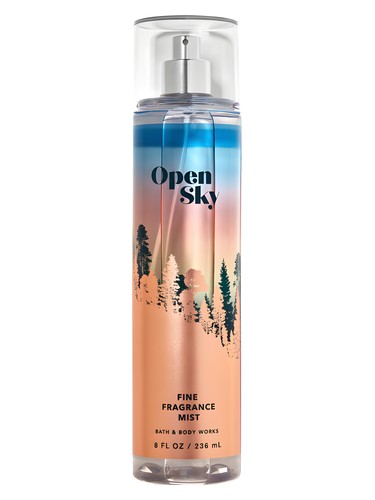 Open
Sky
FINE
FRAGRANCE
MIST
BATH & BODY WORKS
8 FL OZ / 236 mL